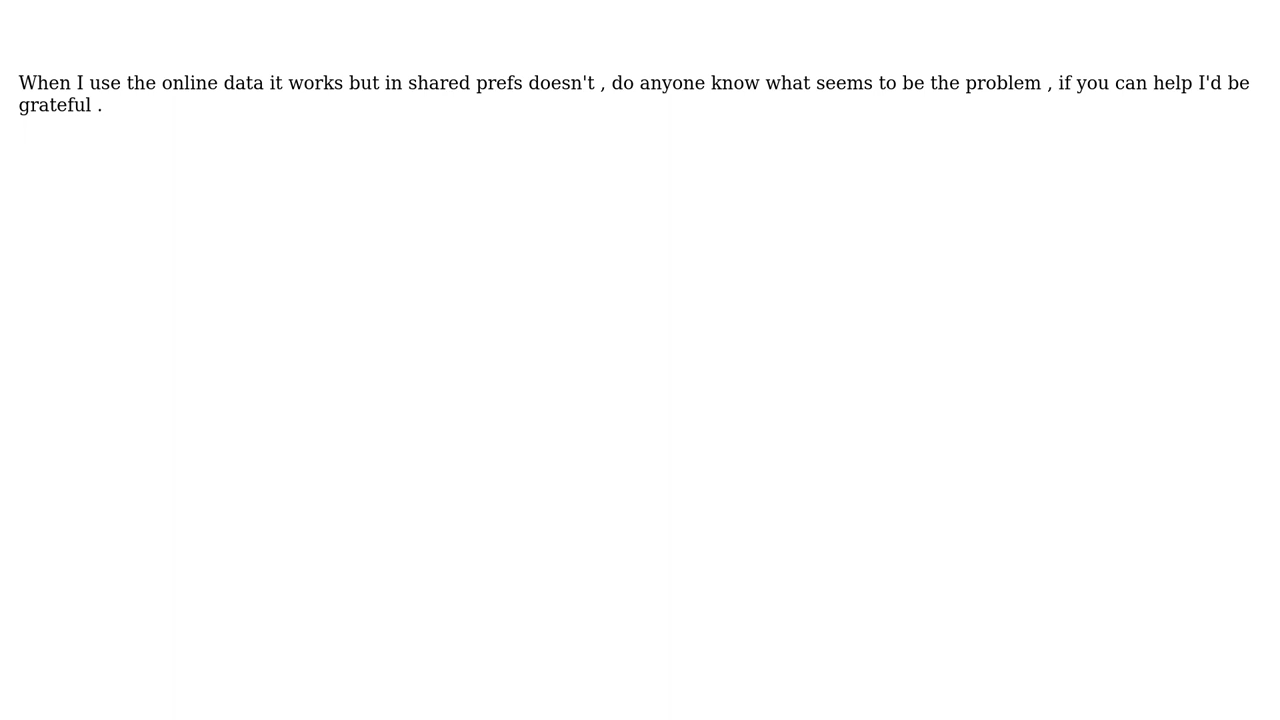 When I use the online data it works but in shared prefs doesn't , do anyone know what seems to be the problem , if you can help I'd be
grateful .